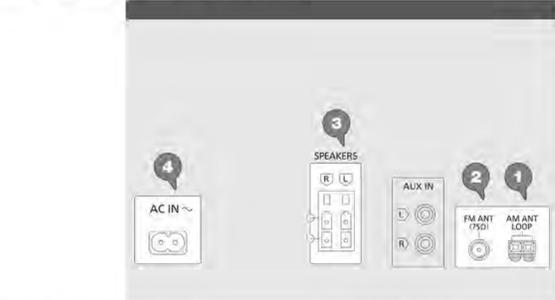 4
3
2
1
SPEAKERS
R L
AC IN ~
AUX IN
L
R
FM ANT
(75Ω)
AM ANT
LOOP